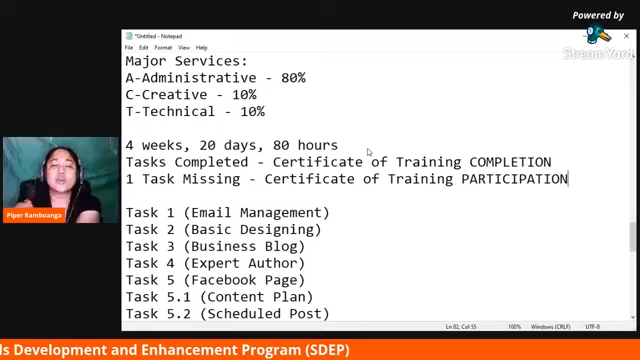 Powered by
StreamYard
*Untitled - Notepad
File Edit Format View Help
Major Services:
A-Administrative - 80%
C-Creative - 10%
T-Technical - 10%
4 weeks, 20 days, 80 hours
Tasks Completed - Certificate of Training COMPLETION
1 Task Missing - Certificate of Training PARTICIPATION
Task 1 (Email Management)
Task 2 (Basic Designing)
Task 3 (Business Blog)
Task 4 (Expert Author)
Task 5 (Facebook Page)
Task 5.1 (Content Plan)
Task 5.2 (Scheduled Post)
Piper Ramboanga
Ln 82, Col 55 100% Windows (CRLF) UTF-8
ls Development and Enhancement Program (SDEP)